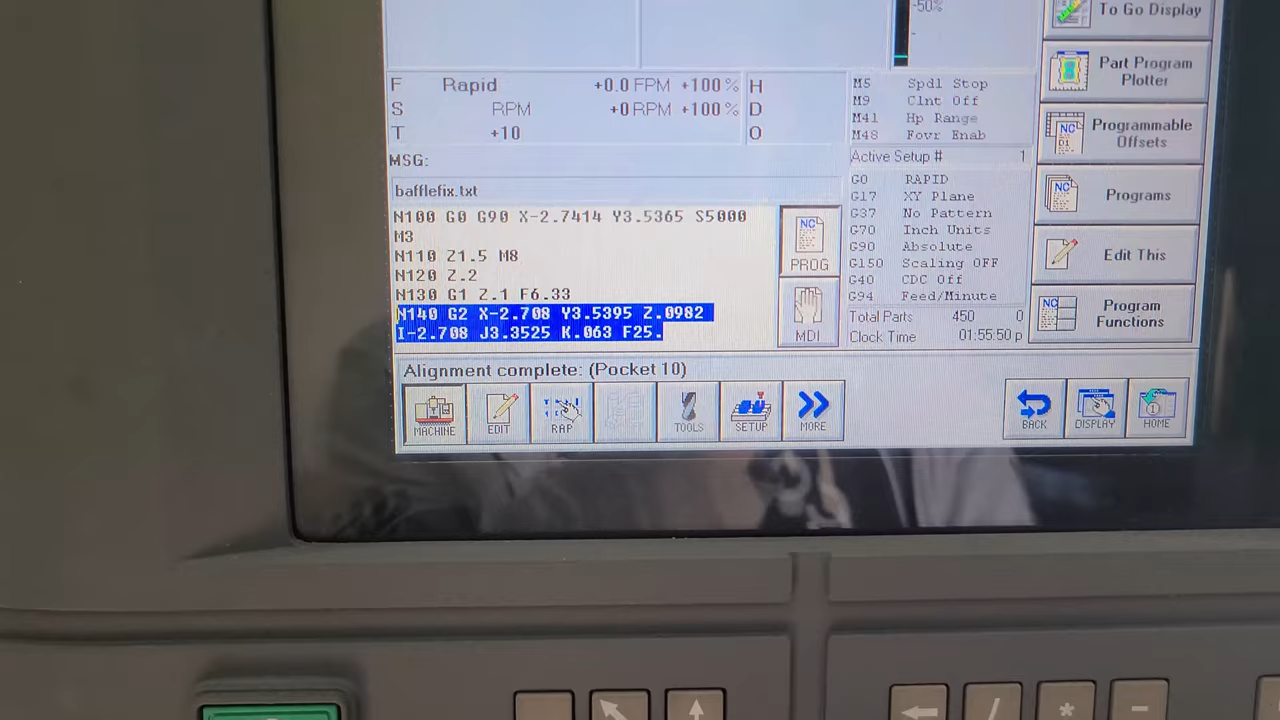 -50%
To Go Display
F Rapid +0.0 FPM +100 % H
S RPM +0 RPM +100 % D
T +10 O
M5 Spdl Stop
M9 Clnt Off
M41 Hp Range
M48 Fovr Enab
Part Program
Plotter
MSG:
Active Setup # 1
NC
Programmable
Offsets
bafflefix.txt
N100 G0 G90 X-2.7414 Y3.5365 S5000
M3
N110 Z1.5 M8
N120 Z.2
N130 G1 Z.1 F6.33
N140 G2 X-2.708 Y3.5395 Z.0982
I-2.708 J3.3525 K.063 F25.
NC
PROG
MDI
G0 RAPID
G17 XY Plane
G37 No Pattern
G70 Inch Units
G90 Absolute
G150 Scaling OFF
G40 CDC Off
G94 Feed/Minute
Total Parts 450 0
Clock Time 01:55:50 p
NC
Programs
Edit This
NC
Program
Functions
Alignment complete: (Pocket 10)
MACHINE
EDIT
RAP
TOOLS
SETUP
MORE
BACK
DISPLAY
HOME
/
*
-